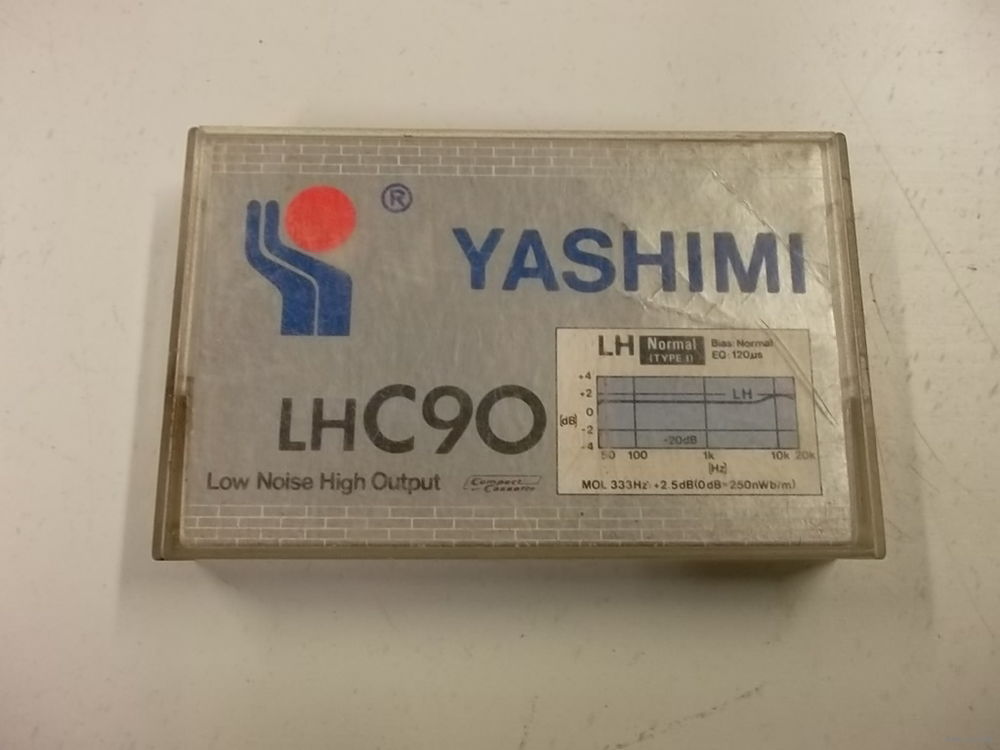 ®
YASHIMI
LH Normal (TYPE I) Bias: Normal EQ: 120µs
+4
+2
0
-2
-4
[dB]
LH
-20dB
50 100 1k 10k 20k
[Hz]
MOL 333Hz: +2.5dB (0dB=250nWb/m)
LHC90
Low Noise High Output
Compact Cassette